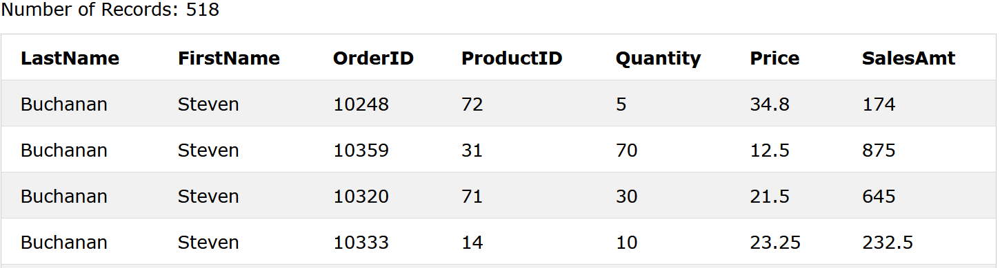 Number of Records: 518
LastName FirstName OrderID ProductID Quantity Price SalesAmt
Buchanan Steven 10248 72 5 34.8 174
Buchanan Steven 10359 31 70 12.5 875
Buchanan Steven 10320 71 30 21.5 645
Buchanan Steven 10333 14 10 23.25 232.5